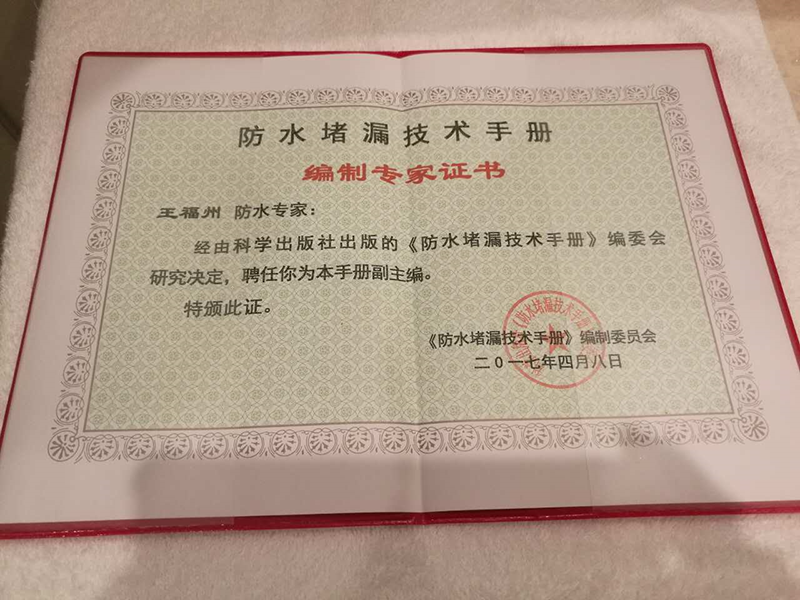 防水堵漏技术手册
编制专家证书
王福州 防水专家：
经由科学出版社出版的《防水堵漏技术手册》编委会
研究决定，聘任你为本手册副主编。
特颁此证。
《防水堵漏技术手册》编制委员会
二０一七年四月八日